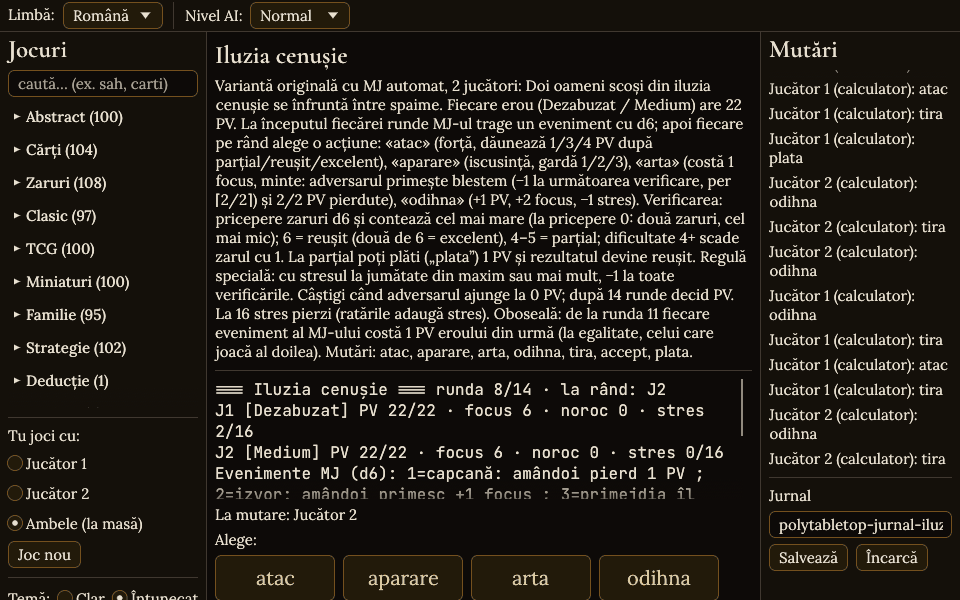 Limbă:
Română
Nivel AI:
Normal
Jocuri
caută... (ex. sah, carti)
Abstract (100)
Cărți (104)
Zaruri (108)
Clasic (97)
TCG (100)
Miniaturi (100)
Familie (95)
Strategie (102)
Deducție (1)
Tu joci cu:
Jucător 1
Jucător 2
Ambele (la masă)
Joc nou
Temă:
Clar
Întunecat
Iluzia cenușie
Variantă originală cu MJ automat, 2 jucători: Doi oameni scoși din iluzia
cenușie se înfruntă între spaime. Fiecare erou (Dezabuzat / Medium) are 22
PV. La începutul fiecărei runde MJ-ul trage un eveniment cu d6; apoi fiecare
pe rând alege o acțiune: «atac» (forță, dăunează 1/3/4 PV după
parțial/reușit/excelent), «aparare» (iscusință, gardă 1/2/3), «arta» (costă 1
focus, minte: adversarul primește blestem (−1 la următoarea verificare, per
⌈2/2⌉) și 2/2 PV pierdute), «odihna» (+1 PV, +2 focus, −1 stres). Verificarea:
pricepere zaruri d6 și contează cel mai mare (la pricepere 0: două zaruri, cel
mai mic); 6 = reușit (două de 6 = excelent), 4–5 = parțial; dificultate 4+ scade
zarul cu 1. La parțial poți plăti („plata”) 1 PV și rezultatul devine reușit. Regulă
specială: cu stresul la jumătate din maxim sau mai mult, −1 la toate
verificările. Câștigi când adversarul ajunge la 0 PV; după 14 runde decid PV.
La 16 stres pierzi (ratările adaugă stres). Oboseală: de la runda 11 fiecare
eveniment al MJ-ului costă 1 PV eroului din urmă (la egalitate, celui care
joacă al doilea). Mutări: atac, aparare, arta, odihna, tira, accept, plata.
═══ Iluzia cenușie ═══ runda 8/14 · la rând: J2
J1 [Dezabuzat] PV 22/22 · focus 6 · noroc 0 · stres
2/16
J2 [Medium] PV 22/22 · focus 6 · noroc 0 · stres 0/16
Evenimente MJ (d6): 1=capcană: amândoi pierd 1 PV ;
2=izvor: amândoi primesc +1 focus ; 3=primejdia îl
La mutare: Jucător 2
Alege:
atac
aparare
arta
odihna
Mutări
Jucător 1 (calculator): atac
Jucător 1 (calculator): tira
Jucător 1 (calculator):
plata
Jucător 2 (calculator):
odihna
Jucător 2 (calculator): tira
Jucător 2 (calculator):
odihna
Jucător 1 (calculator):
odihna
Jucător 1 (calculator): tira
Jucător 1 (calculator): atac
Jucător 1 (calculator): tira
Jucător 2 (calculator):
odihna
Jucător 2 (calculator): tira
Jurnal
polytabletop-jurnal-iluz
Salvează
Încarcă